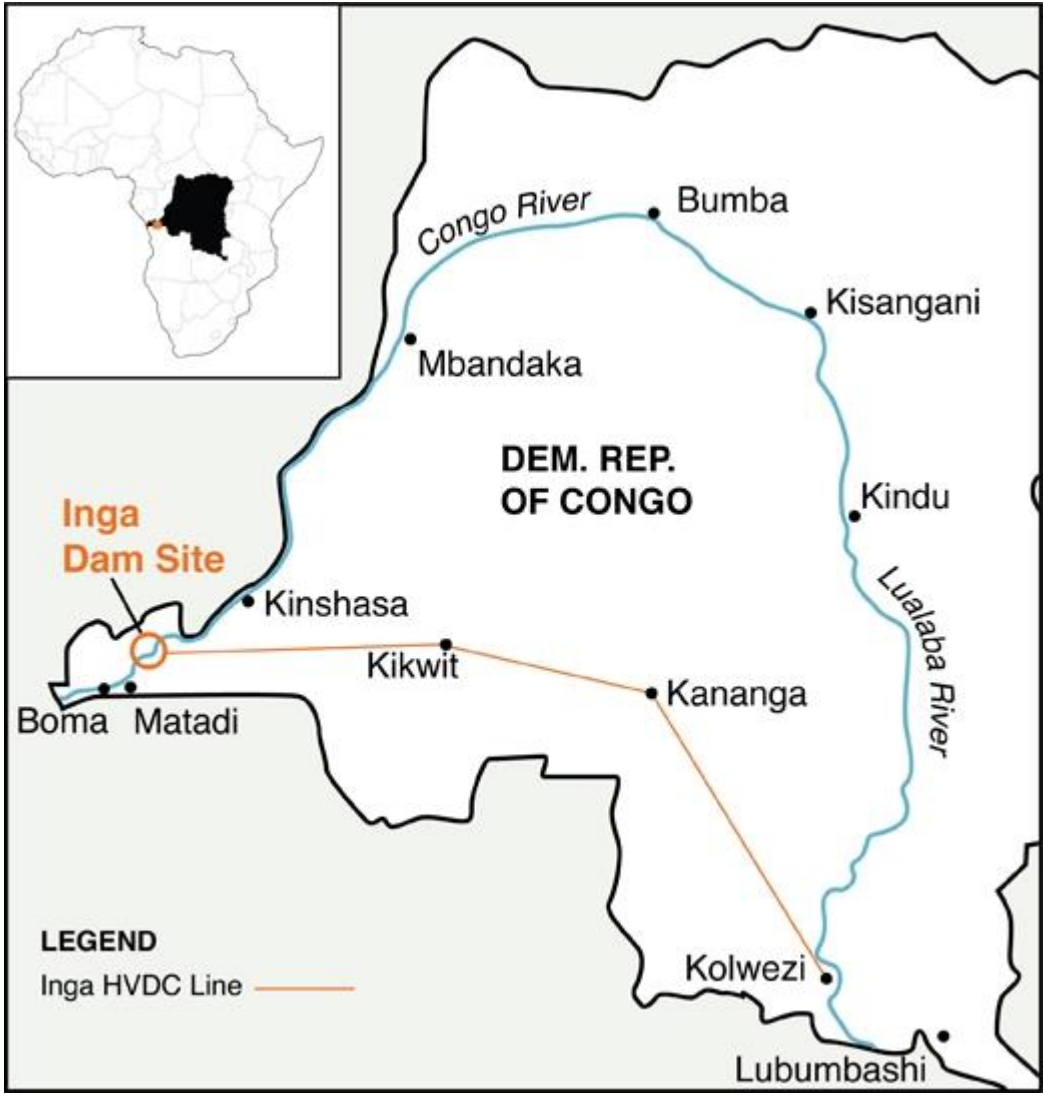 Congo River
Bumba
Kisangani
Mbandaka
DEM. REP.
OF CONGO
Kindu
Inga
Dam Site
Kinshasa
Lualaba River
Kikwit
Kananga
Boma
Matadi
LEGEND
Inga HVDC Line
Kolwezi
Lubumbashi